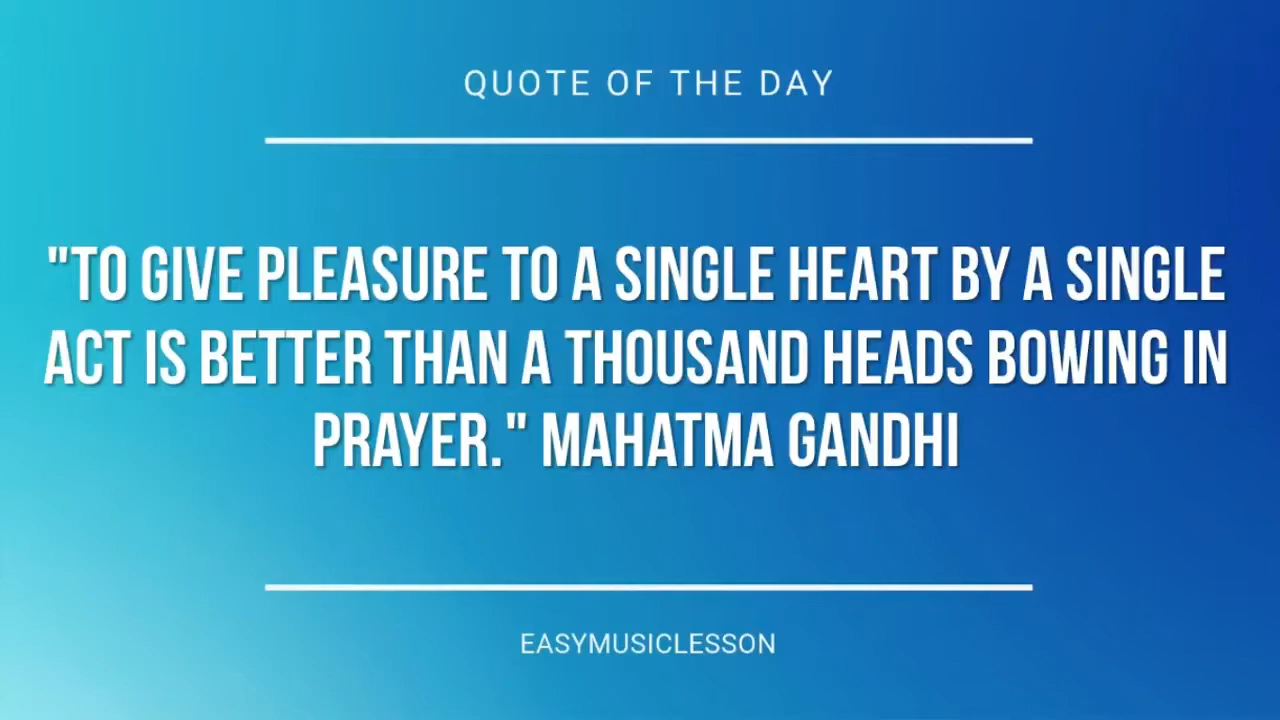 QUOTE OF THE DAY
"TO GIVE PLEASURE TO A SINGLE HEART BY A SINGLE
ACT IS BETTER THAN A THOUSAND HEADS BOWING IN
PRAYER." MAHATMA GANDHI
EASYMUSICLESSON